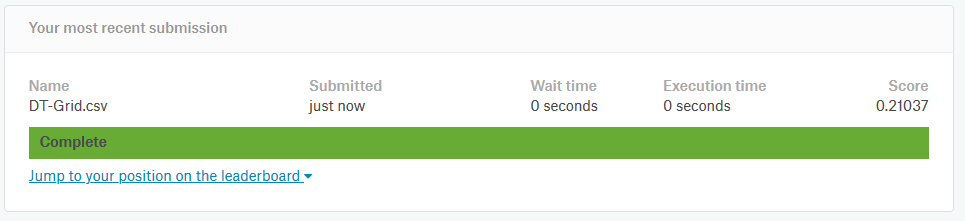 Your most recent submission
Name Submitted Wait time Execution time Score
DT-Grid.csv just now 0 seconds 0 seconds 0.21037
Complete
Jump to your position on the leaderboard